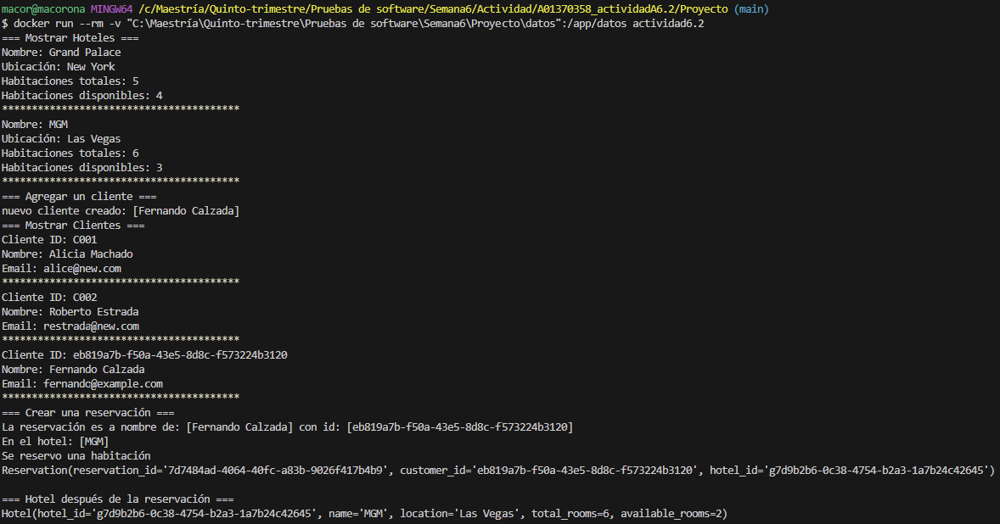 macor@macorona MINGW64 /c/Maestría/Quinto-trimestre/Pruebas de software/Semana6/Actividad/A01370358_actividadA6.2/Proyecto (main)
$ docker run --rm -v "C:\Maestría\Quinto-trimestre\Pruebas de software\Semana6\Proyecto\datos":/app/datos actividad6.2
=== Mostrar Hoteles ===
Nombre: Grand Palace
Ubicación: New York
Habitaciones totales: 5
Habitaciones disponibles: 4
****************************************
Nombre: MGM
Ubicación: Las Vegas
Habitaciones totales: 6
Habitaciones disponibles: 3
****************************************
=== Agregar un cliente ===
nuevo cliente creado: [Fernando Calzada]
=== Mostrar Clientes ===
Cliente ID: C001
Nombre: Alicia Machado
Email: alice@new.com
****************************************
Cliente ID: C002
Nombre: Roberto Estrada
Email: restrada@new.com
****************************************
Cliente ID: eb819a7b-f50a-43e5-8d8c-f573224b3120
Nombre: Fernando Calzada
Email: fernando@example.com
****************************************
=== Crear una reservación ===
La reservación es a nombre de: [Fernando Calzada] con id: [eb819a7b-f50a-43e5-8d8c-f573224b3120]
En el hotel: [MGM]
Se reservo una habitación
Reservation(reservation_id='7d7484ad-4064-40fc-a83b-9026f417b4b9', customer_id='eb819a7b-f50a-43e5-8d8c-f573224b3120', hotel_id='g7d9b2b6-0c38-4754-b2a3-1a7b24c42645')
=== Hotel después de la reservación ===
Hotel(hotel_id='g7d9b2b6-0c38-4754-b2a3-1a7b24c42645', name='MGM', location='Las Vegas', total_rooms=6, available_rooms=2)